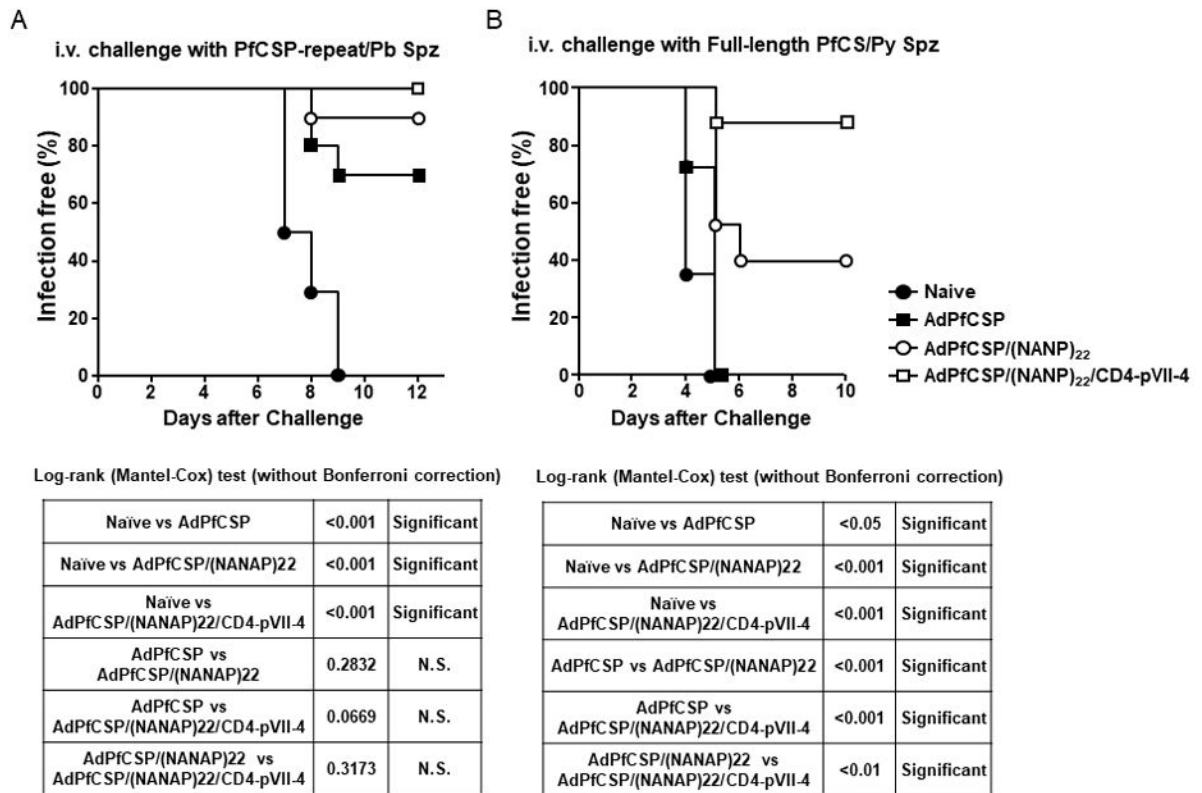 A
i.v. challenge with PfCSP-repeat/Pb Spz
Infection free (%)
100
80
60
40
20
0
0 2 4 6 8 10 12
Days after Challenge
B
i.v. challenge with Full-length PfCS/Py Spz
Infection free (%)
100
80
60
40
20
0
0 2 4 6 8 10
Days after Challenge
Naive
AdPfCSP
AdPfCSP/(NANP)22
AdPfCSP/(NANP)22/CD4-pVII-4
Log-rank (Mantel-Cox) test (without Bonferroni correction)
Naïve vs AdPfCSP <0.001 Significant
Naïve vs AdPfCSP/(NANAP)22 <0.001 Significant
Naïve vs
AdPfCSP/(NANAP)22/CD4-pVII-4 <0.001 Significant
AdPfCSP vs
AdPfCSP/(NANAP)22 0.2832 N.S.
AdPfCSP vs
AdPfCSP/(NANAP)22/CD4-pVII-4 0.0669 N.S.
AdPfCSP/(NANAP)22 vs
AdPfCSP/(NANAP)22/CD4-pVII-4 0.3173 N.S.
Log-rank (Mantel-Cox) test (without Bonferroni correction)
Naïve vs AdPfCSP <0.05 Significant
Naïve vs AdPfCSP/(NANAP)22 <0.001 Significant
Naïve vs
AdPfCSP/(NANAP)22/CD4-pVII-4 <0.001 Significant
AdPfCSP vs AdPfCSP/(NANAP)22 <0.001 Significant
AdPfCSP vs
AdPfCSP/(NANAP)22/CD4-pVII-4 <0.001 Significant
AdPfCSP/(NANAP)22 vs
AdPfCSP/(NANAP)22/CD4-pVII-4 <0.01 Significant